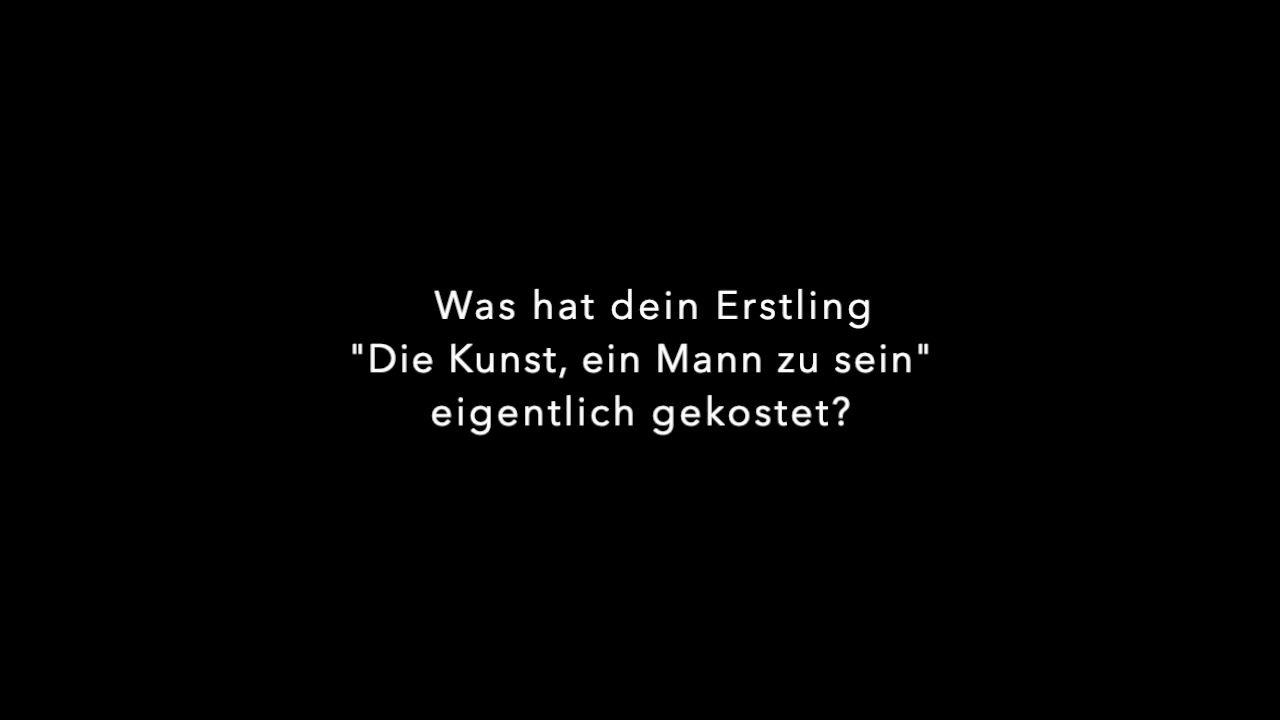 Was hat dein Erstling
"Die Kunst, ein Mann zu sein"
eigentlich gekostet?